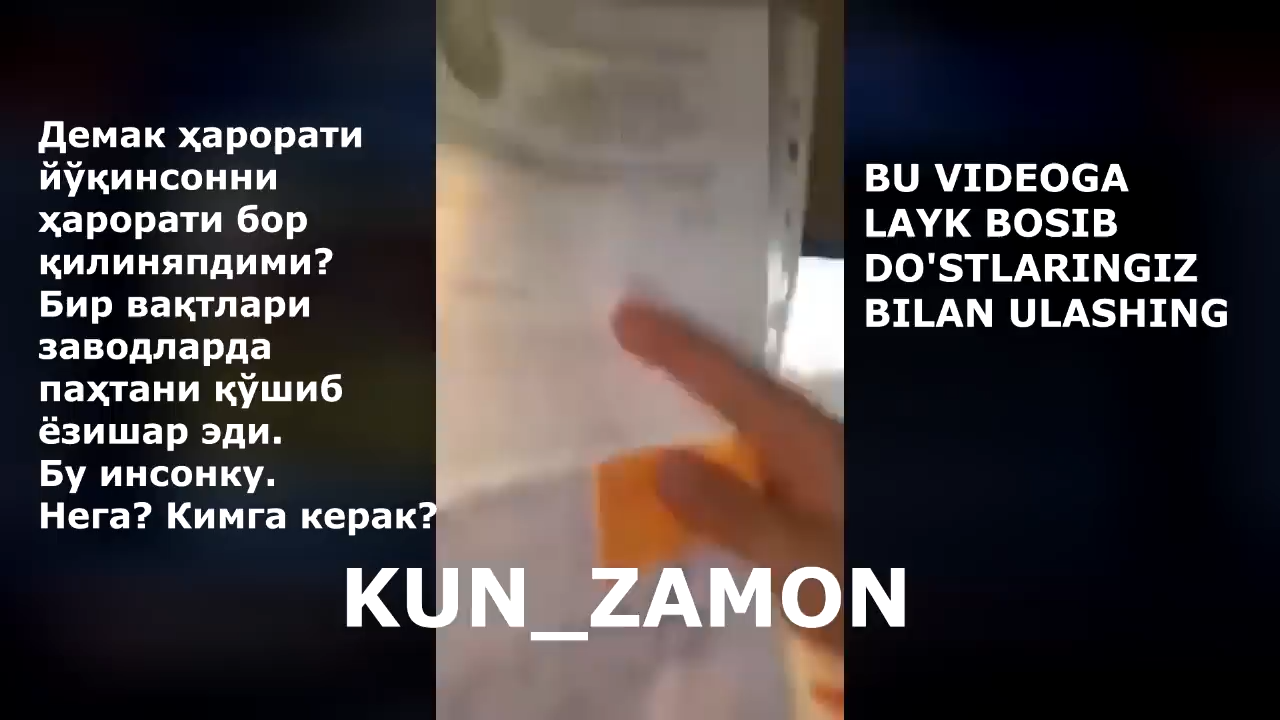 Демак ҳарорати
йўқинсонни
ҳарорати бор
қилиняпдими?
Бир вақтлари
заводларда
паҳтани қўшиб
ёзишар эди.
Бу инсонку.
Нега? Кимга керак?
BU VIDEOGA
LAYK BOSIB
DO'STLARINGIZ
BILAN ULASHING
KUN_ZAMON